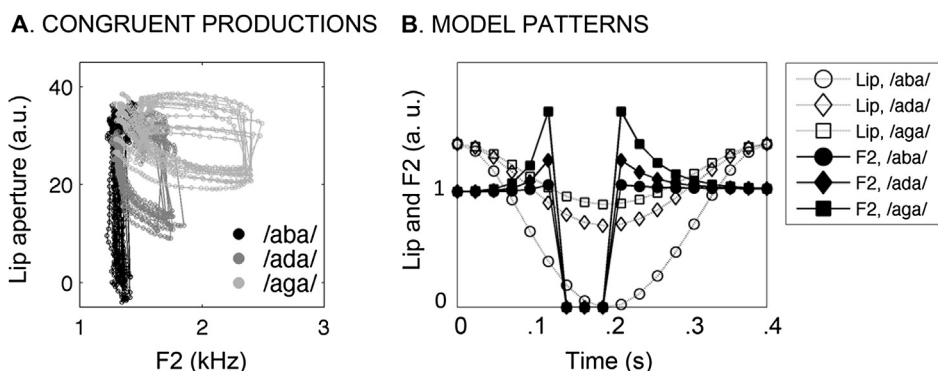 A. CONGRUENT PRODUCTIONS
Lip aperture (a.u.)
40
20
0
1
2
3
F2 (kHz)
/aba/
/ada/
/aga/
B. MODEL PATTERNS
Lip and F2 (a. u.)
1
0
0
.1
.2
.3
.4
Time (s)
Lip, /aba/
Lip, /ada/
Lip, /aga/
F2, /aba/
F2, /ada/
F2, /aga/